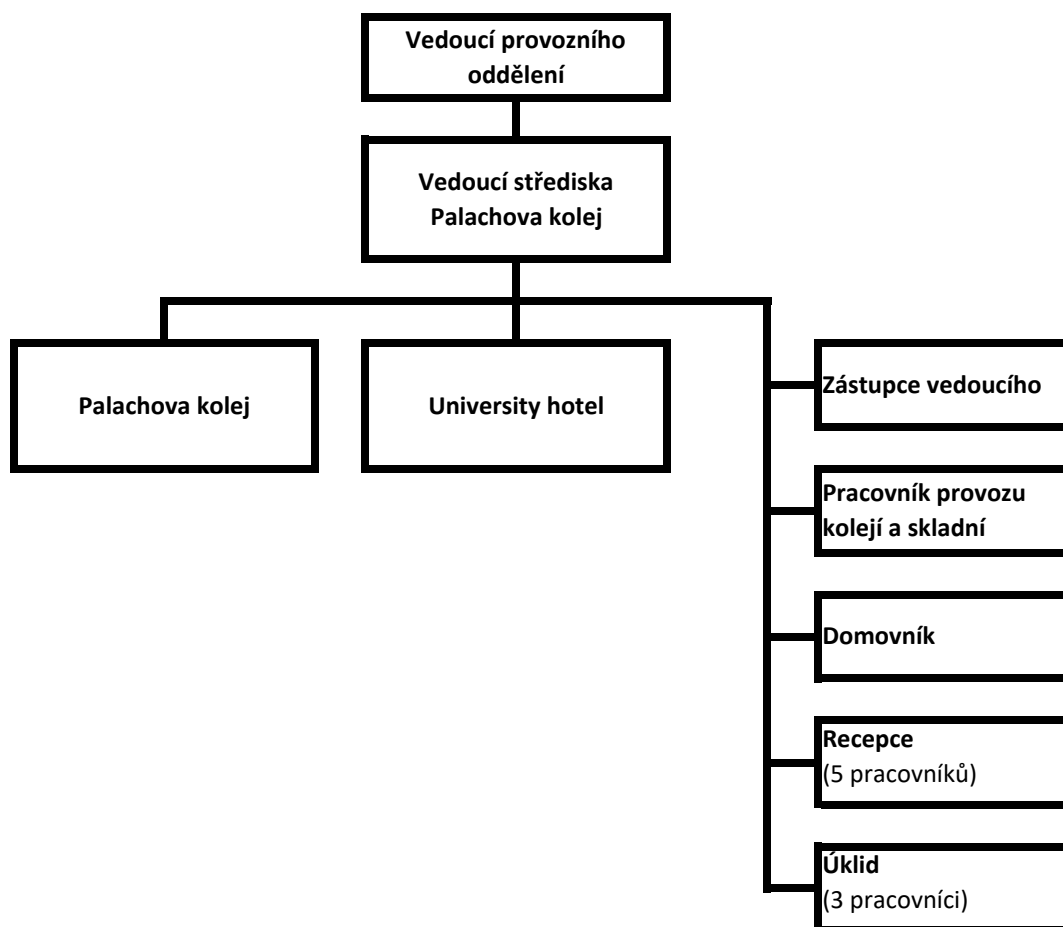 Vedoucí provozního
oddělení
Vedoucí střediska
Palachova kolej
Palachova kolej
University hotel
Zástupce vedoucího
Pracovník provozu
kolejí a skladní
Domovník
Recepce
(5 pracovníků)
Úklid
(3 pracovníci)